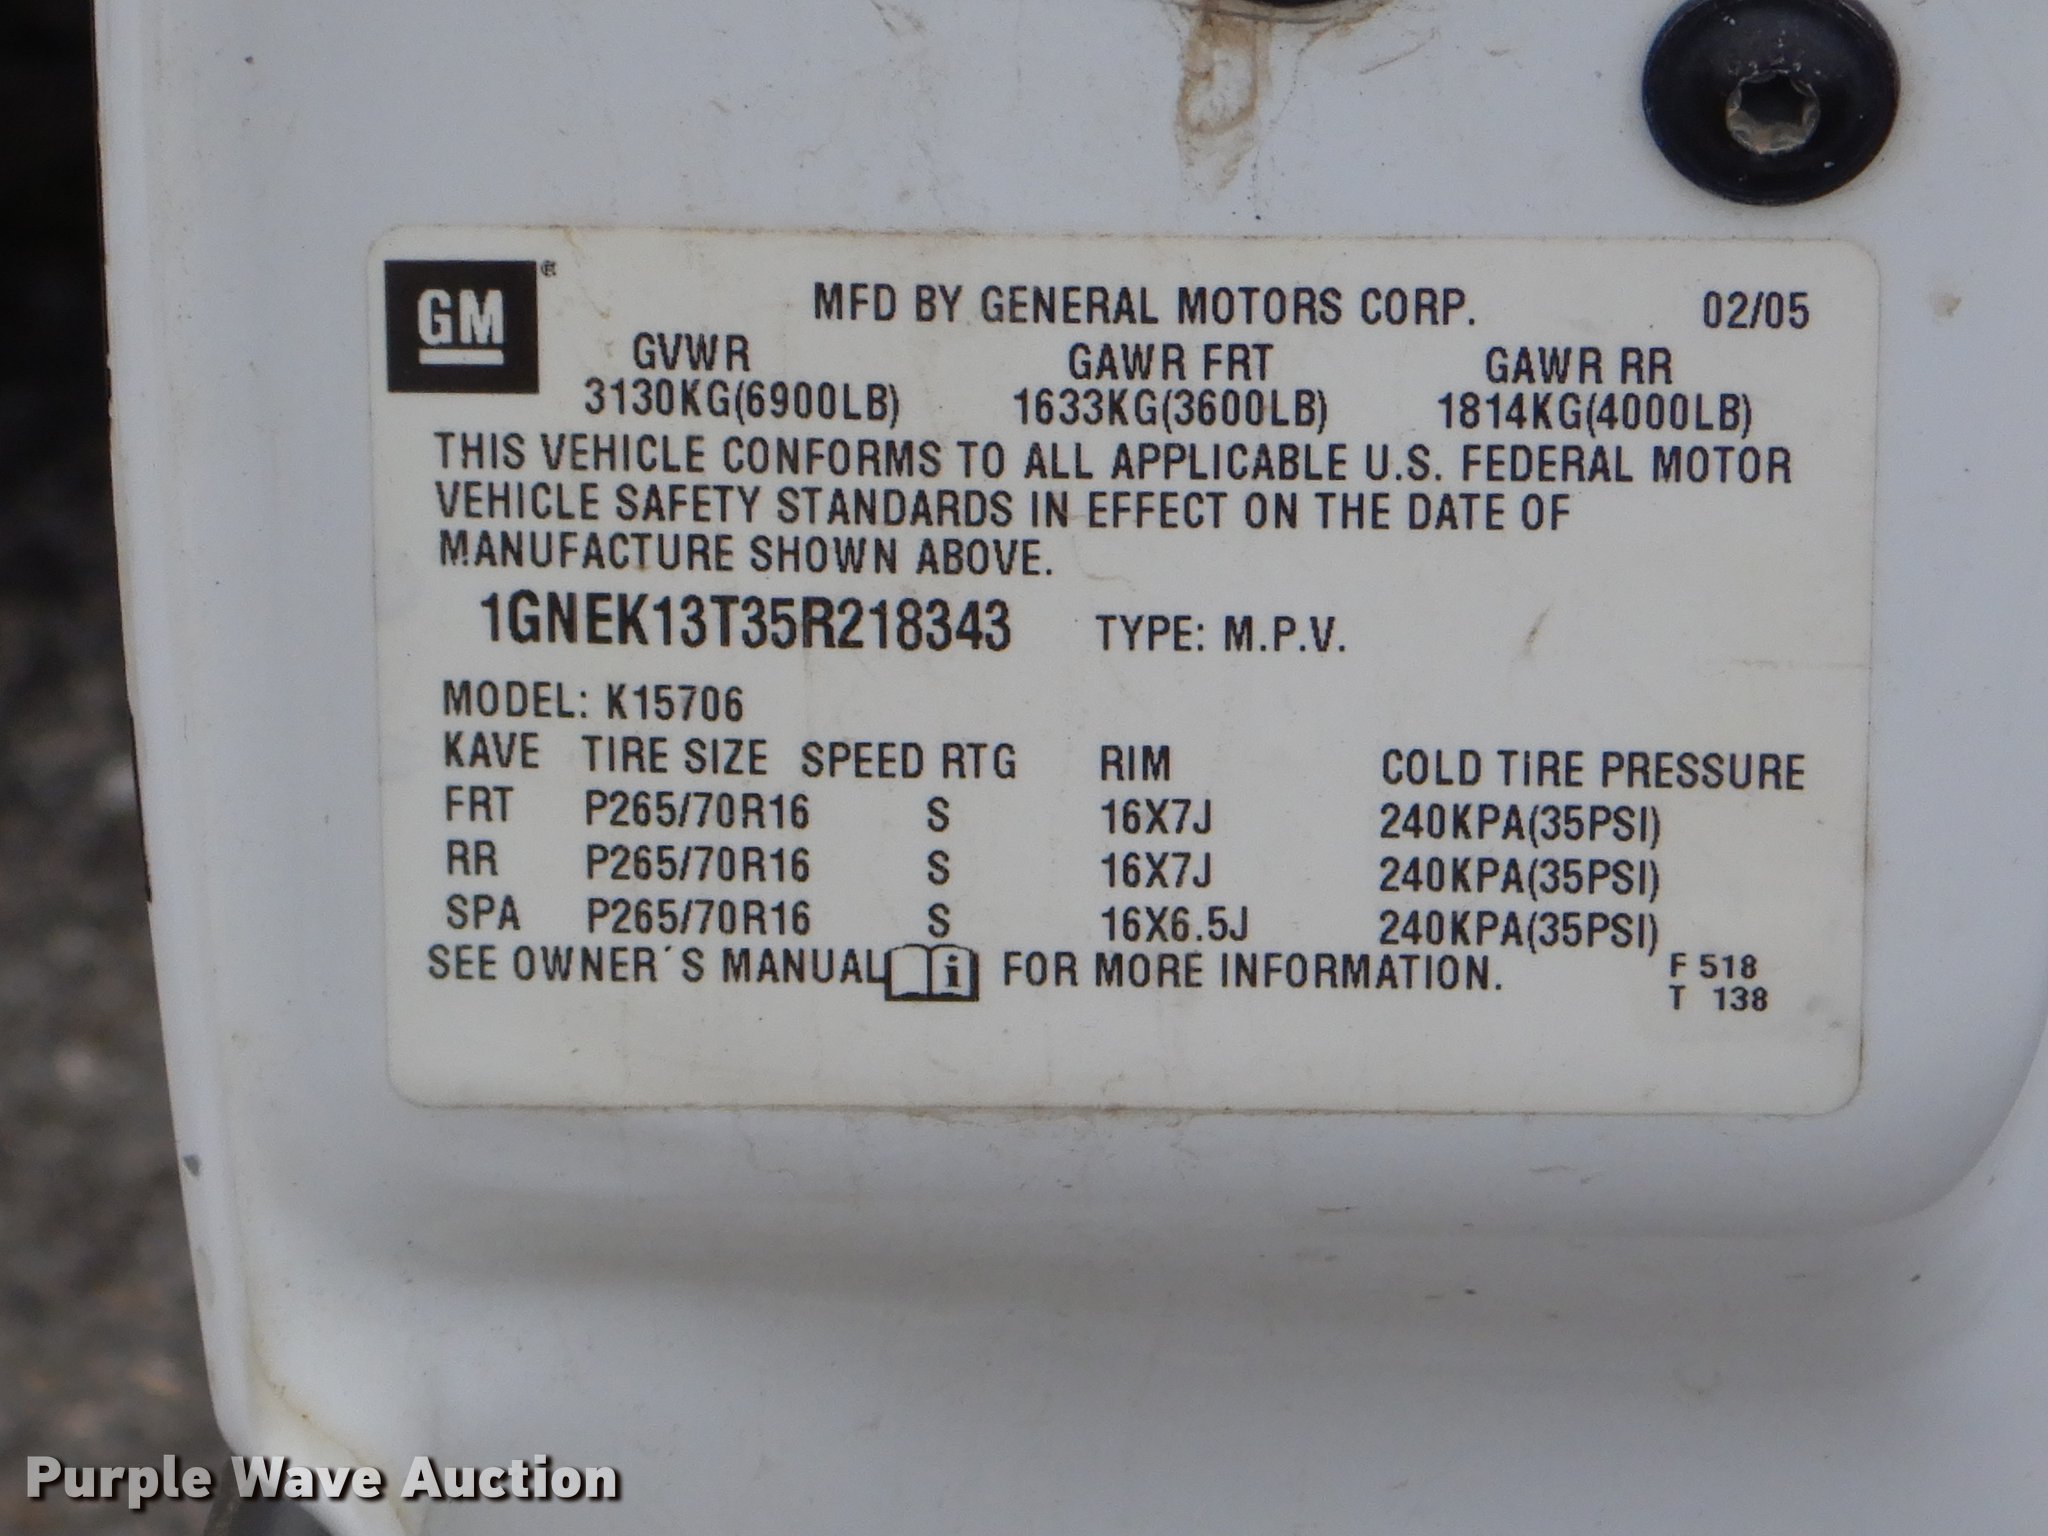 GM®
MFD BY GENERAL MOTORS CORP. 02/05
GVWR GAWR FRT GAWR RR
3130KG(6900LB) 1633KG(3600LB) 1814KG(4000LB)
THIS VEHICLE CONFORMS TO ALL APPLICABLE U.S. FEDERAL MOTOR
VEHICLE SAFETY STANDARDS IN EFFECT ON THE DATE OF
MANUFACTURE SHOWN ABOVE.
1GNEK13T35R218343 TYPE: M.P.V.
MODEL: K15706
KAVE TIRE SIZE SPEED RTG RIM COLD TIRE PRESSURE
FRT P265/70R16 S 16X7J 240KPA(35PSI)
RR P265/70R16 S 16X7J 240KPA(35PSI)
SPA P265/70R16 S 16X6.5J 240KPA(35PSI)
SEE OWNER´S MANUAL i FOR MORE INFORMATION.
F 518
T 138
Purple Wave Auction